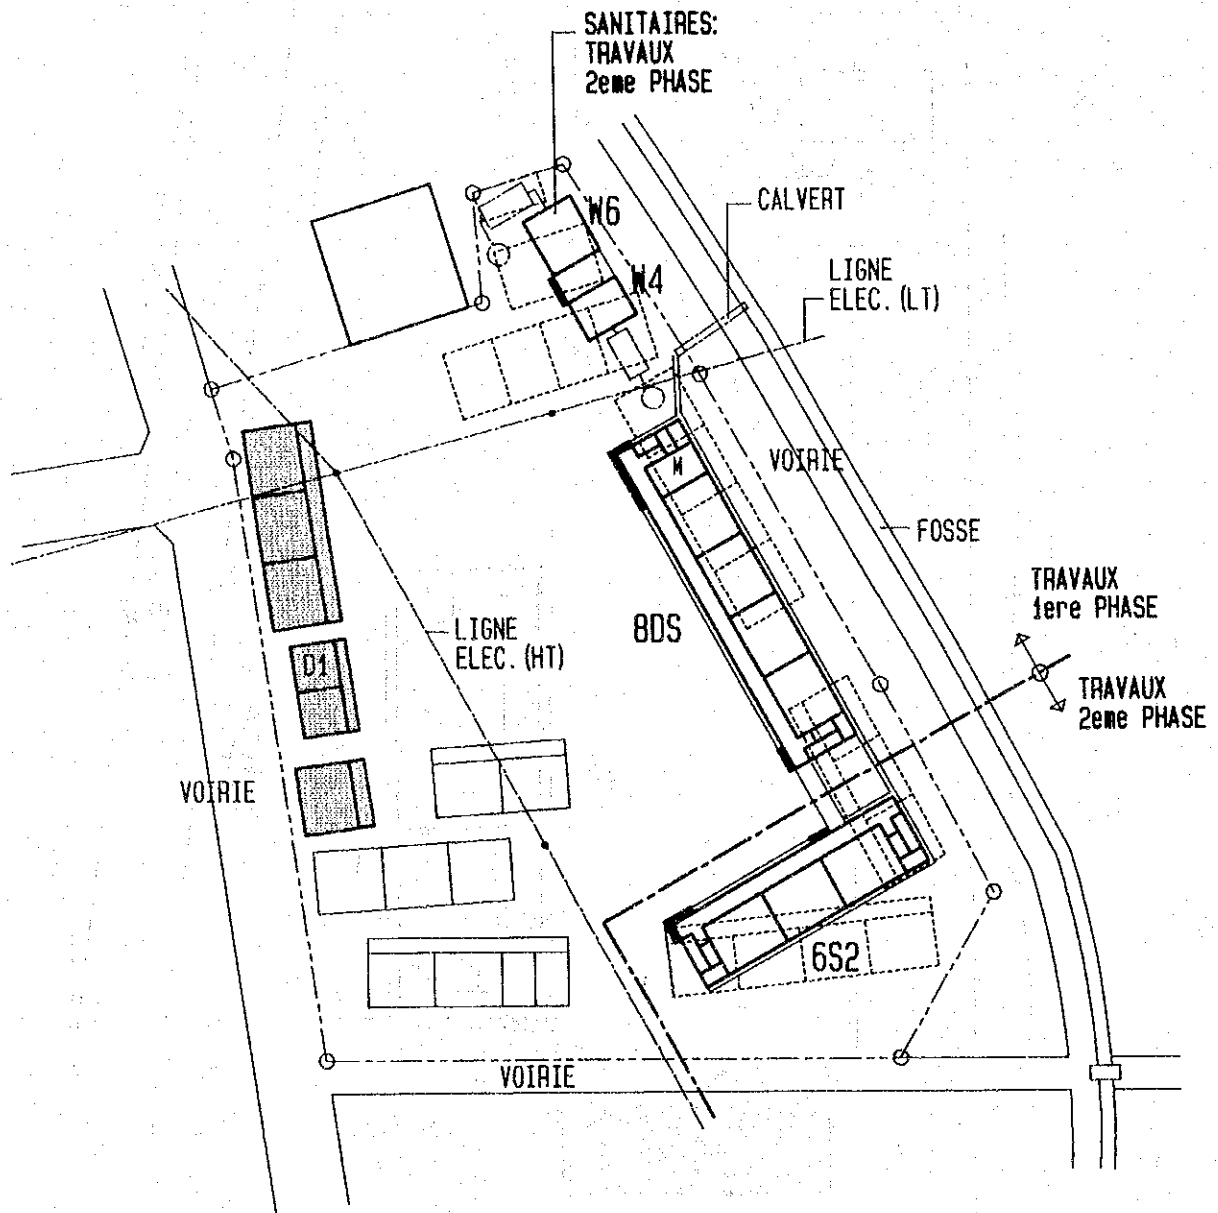 SANITAIRES:
TRAVAUX
2eme PHASE
W6
CALVERT
W4
LIGNE
ELEC. (LT)
M
VOIRIE
FOSSE
TRAVAUX
1ere PHASE
8DS
LIGNE
ELEC. (HT)
D1
TRAVAUX
2eme PHASE
VOIRIE
6S2
VOIRIE